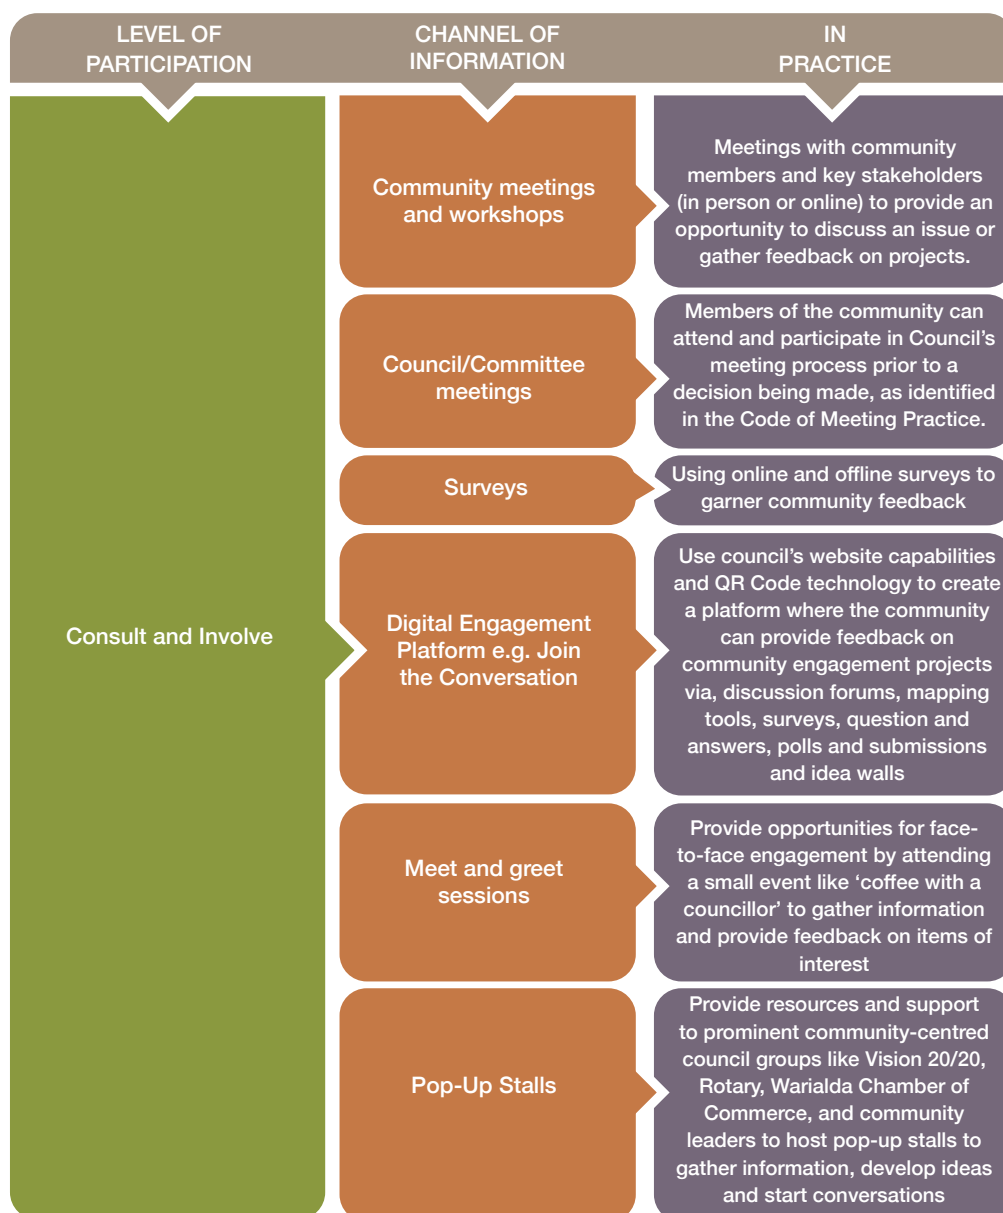 LEVEL OF
PARTICIPATION
CHANNEL OF
INFORMATION
IN
PRACTICE
Consult and Involve
Community meetings
and workshops
Meetings with community
members and key stakeholders
(in person or online) to provide an
opportunity to discuss an issue or
gather feedback on projects.
Council/Committee
meetings
Members of the community can
attend and participate in Council’s
meeting process prior to a
decision being made, as identified
in the Code of Meeting Practice.
Surveys
Using online and offline surveys to
garner community feedback
Digital Engagement
Platform e.g. Join
the Conversation
Use council’s website capabilities
and QR Code technology to create
a platform where the community
can provide feedback on
community engagement projects
via, discussion forums, mapping
tools, surveys, question and
answers, polls and submissions
and idea walls
Meet and greet
sessions
Provide opportunities for face-
to-face engagement by attending
a small event like ‘coffee with a
councillor’ to gather information
and provide feedback on items of
interest
Pop-Up Stalls
Provide resources and support
to prominent community-centred
council groups like Vision 20/20,
Rotary, Warialda Chamber of
Commerce, and community
leaders to host pop-up stalls to
gather information, develop ideas
and start conversations